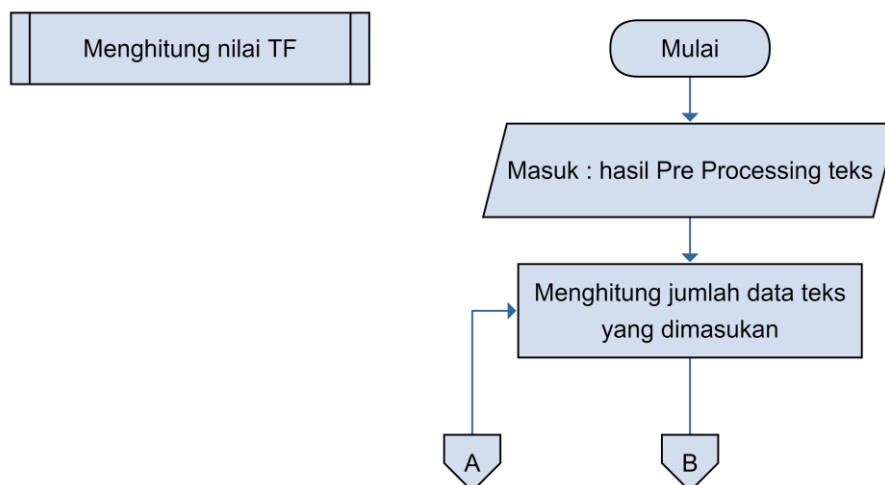 Menghitung nilai TF
Mulai
Masuk : hasil Pre Processing teks
Menghitung jumlah data teks
yang dimasukan
A
B